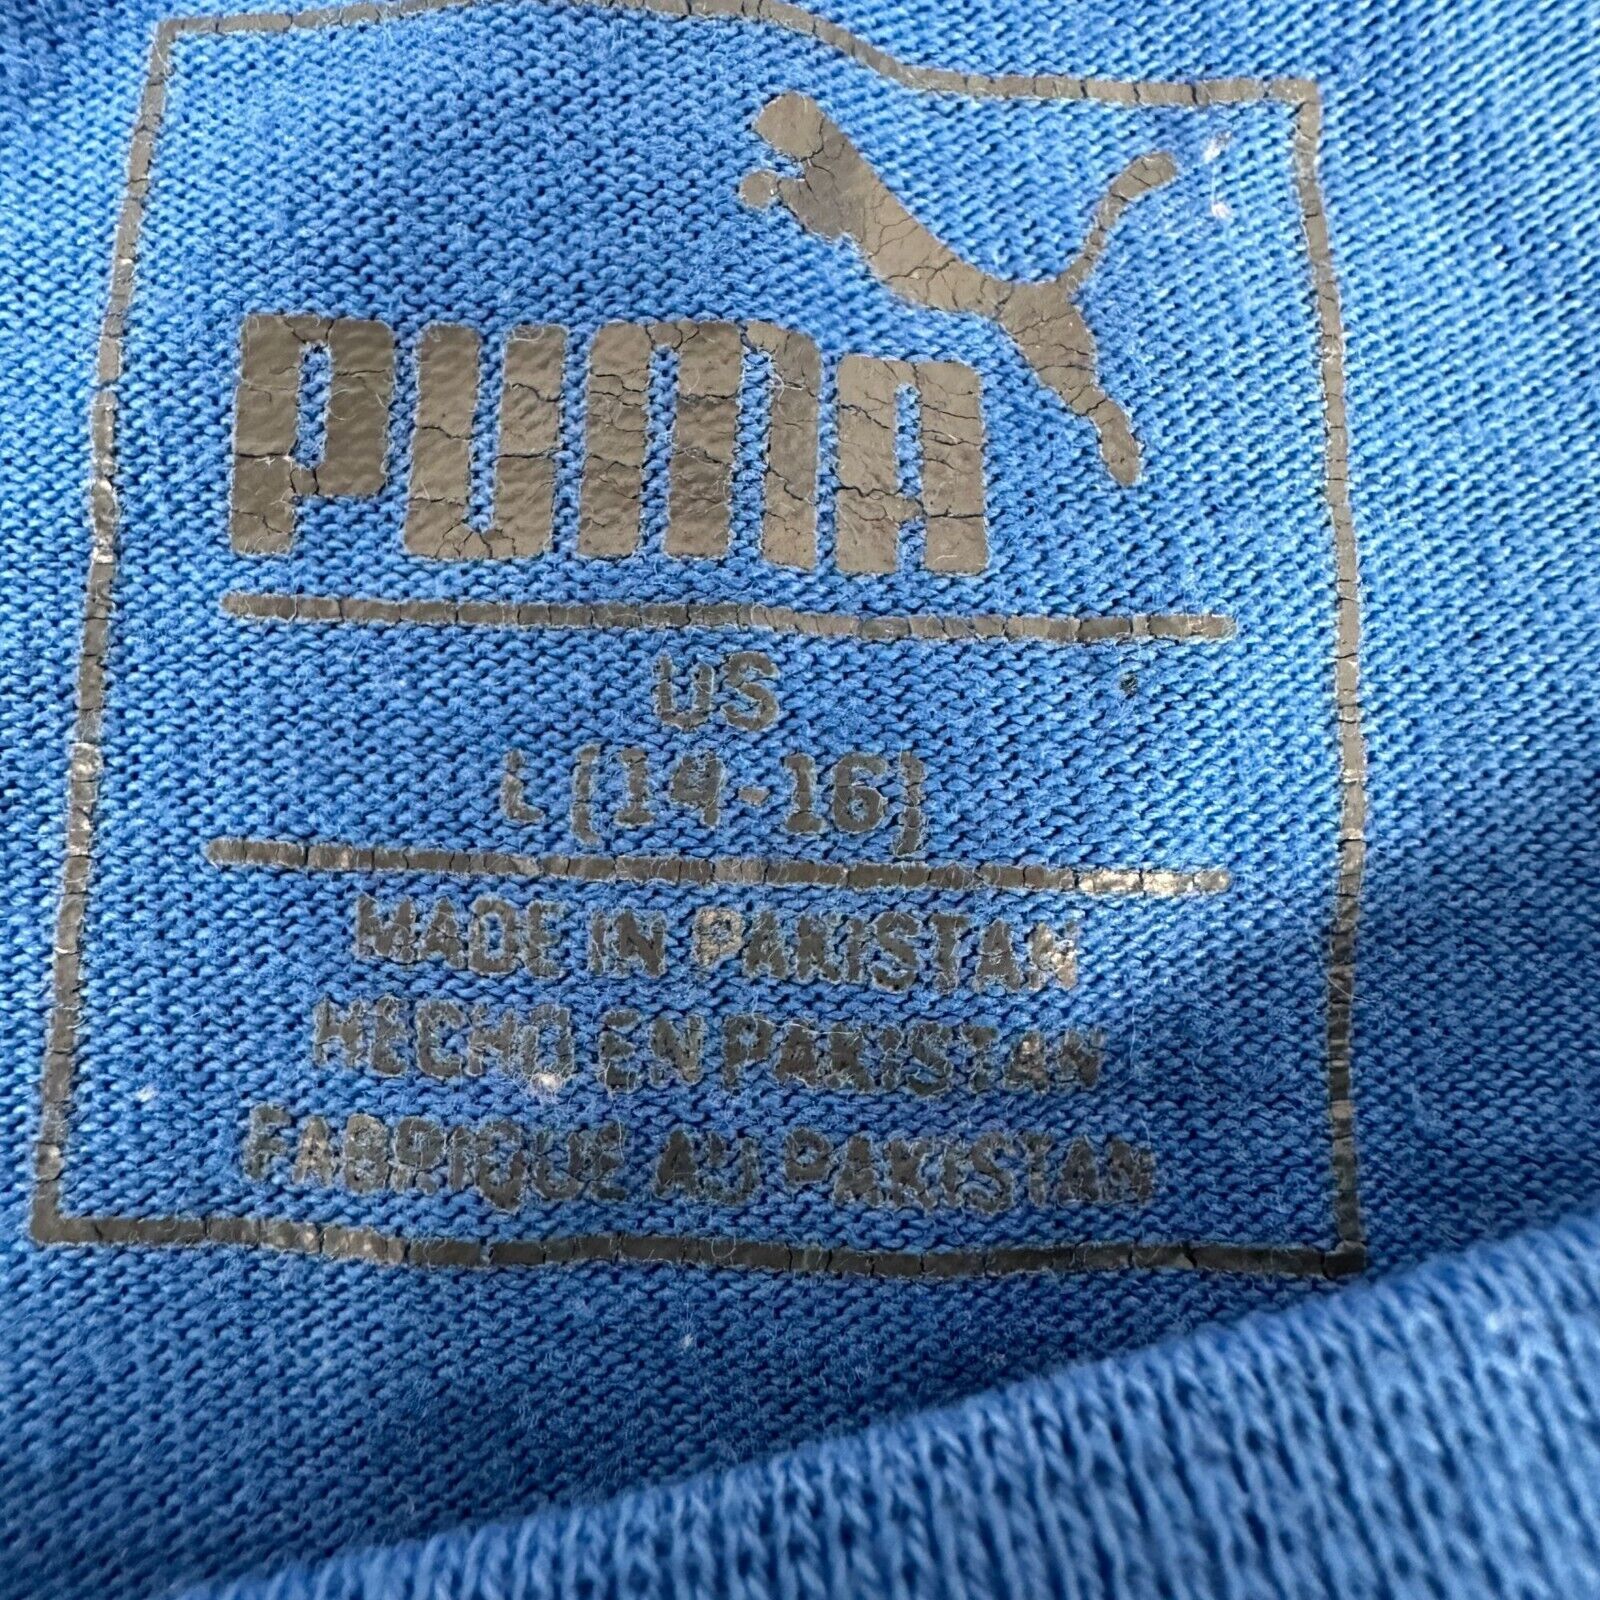 PUMA
US
L (14-16)
MADE IN PAKISTAN
HECHO EN PAKISTAN
FABRIQUE AU PAKISTAN